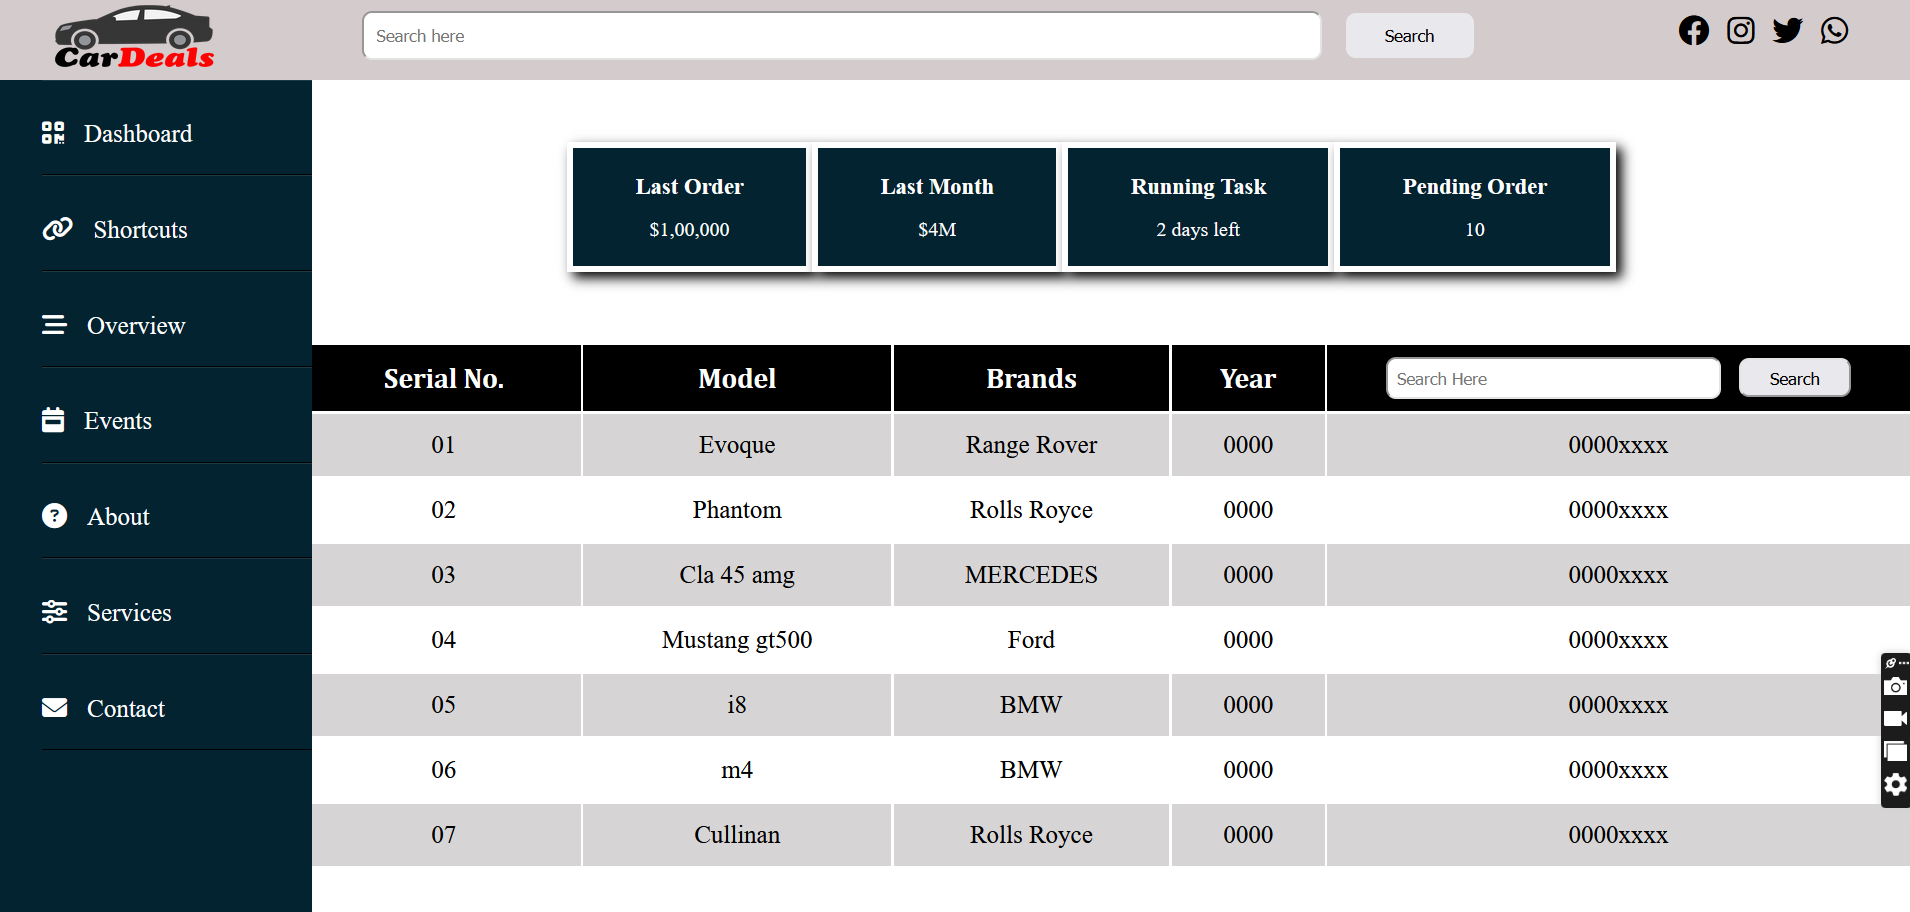 CarDeals
Search here
Search
Dashboard
Shortcuts
Overview
Events
About
Services
Contact
Last Order Last Month Running Task Pending Order
$1,00,000 $4M 2 days left 10
Serial No. Model Brands Year Search Here Search
01 Evoque Range Rover 0000 0000xxxx
02 Phantom Rolls Royce 0000 0000xxxx
03 Cla 45 amg MERCEDES 0000 0000xxxx
04 Mustang gt500 Ford 0000 0000xxxx
05 i8 BMW 0000 0000xxxx
06 m4 BMW 0000 0000xxxx
07 Cullinan Rolls Royce 0000 0000xxxx